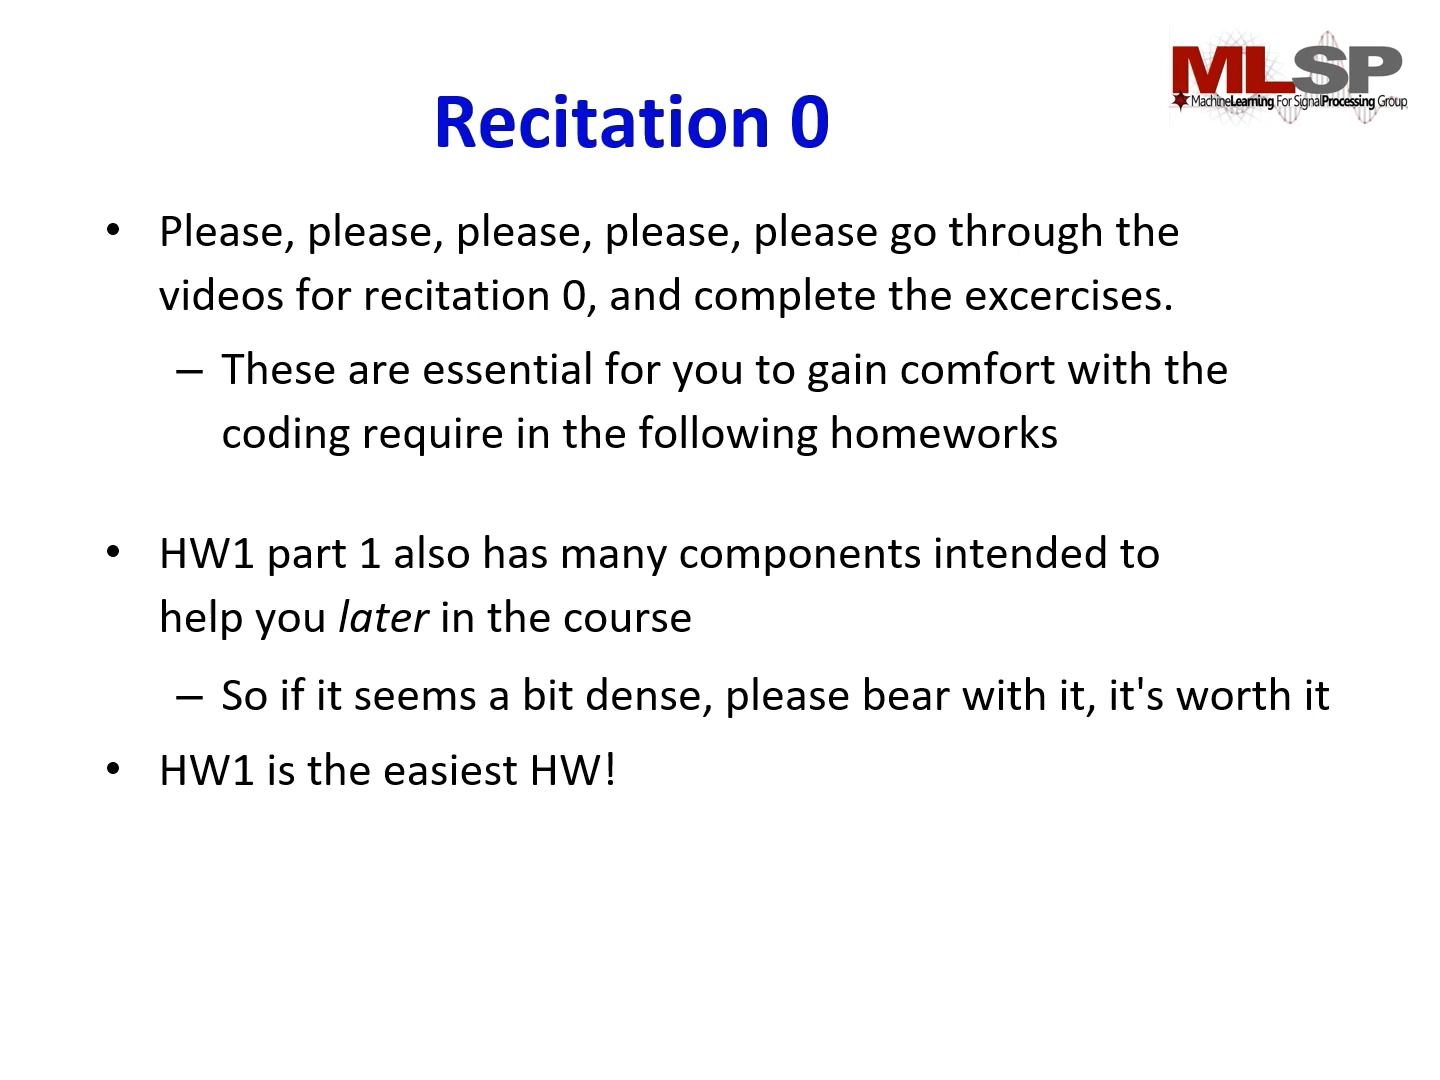 MLSP
MachineLearning For SignalProcessing Group
Recitation 0
• Please, please, please, please, please go through the
videos for recitation 0, and complete the excercises.
– These are essential for you to gain comfort with the
coding require in the following homeworks
• HW1 part 1 also has many components intended to
help you later in the course
– So if it seems a bit dense, please bear with it, it's worth it
• HW1 is the easiest HW!